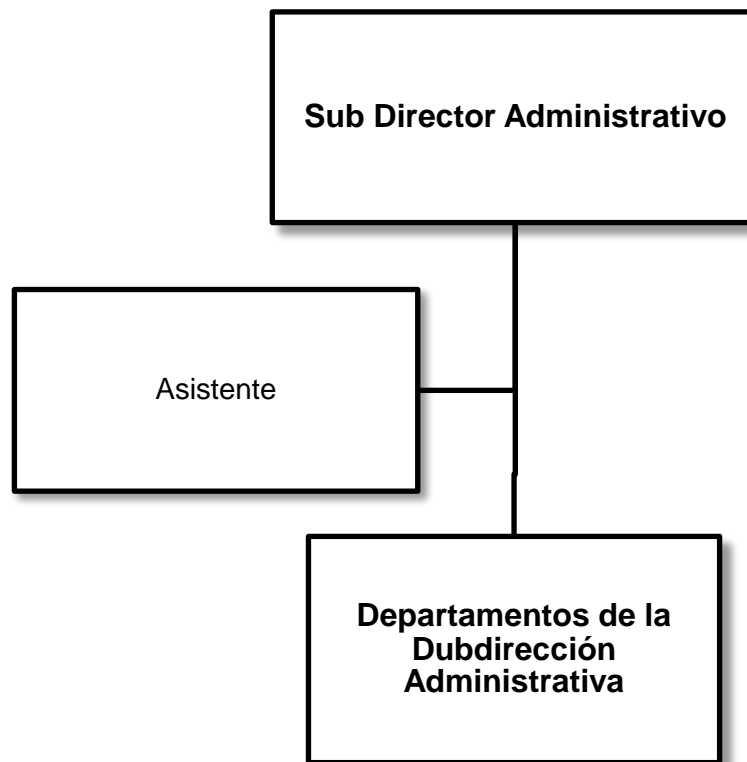 Sub Director Administrativo
Asistente
Departamentos de la
Dubdirección
Administrativa